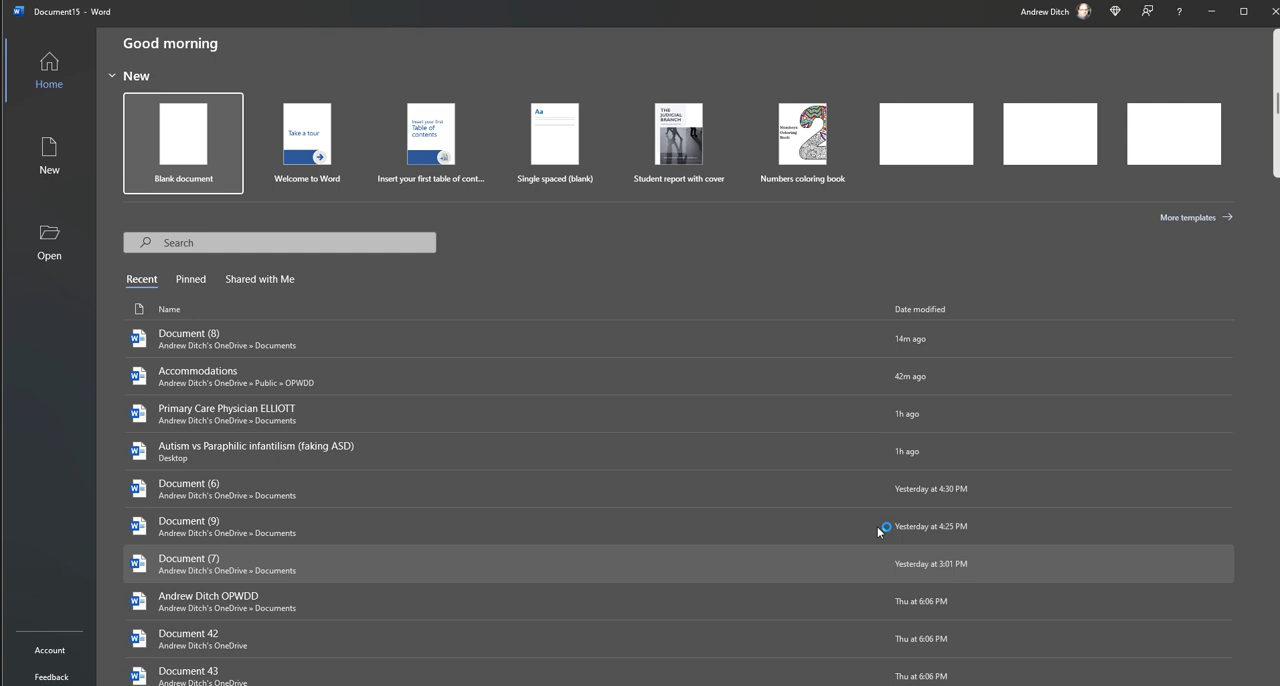 Document15 - Word
Andrew Ditch
?
Home
New
Open
Account
Feedback
Good morning
New
Take a tour
Insert your first
Table of
contents
Aa
THE
JUDICIAL
BRANCH
Numbers
Coloring
Book
2
Blank document
Welcome to Word
Insert your first table of cont...
Single spaced (blank)
Student report with cover
Numbers coloring book
More templates
Search
Recent Pinned Shared with Me
Name Date modified
Document (8)
Andrew Ditch's OneDrive » Documents
14m ago
Accommodations
Andrew Ditch's OneDrive » Public » OPWDD
42m ago
Primary Care Physician ELLIOTT
Andrew Ditch's OneDrive » Documents
1h ago
Autism vs Paraphilic infantilism (faking ASD)
Desktop
1h ago
Document (6)
Andrew Ditch's OneDrive » Documents
Yesterday at 4:30 PM
Document (9)
Andrew Ditch's OneDrive » Documents
Yesterday at 4:25 PM
Document (7)
Andrew Ditch's OneDrive » Documents
Yesterday at 3:01 PM
Andrew Ditch OPWDD
Andrew Ditch's OneDrive » Documents
Thu at 6:06 PM
Document 42
Andrew Ditch's OneDrive
Thu at 6:06 PM
Document 43
Andrew Ditch's OneDrive
Thu at 6:06 PM